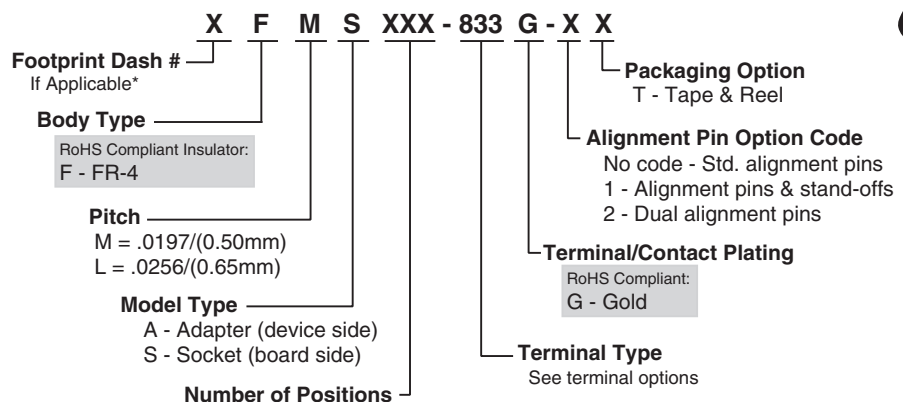 X F M S XXX - 833 G - X X
Footprint Dash #
If Applicable*
Body Type
RoHS Compliant Insulator:
F - FR-4
Pitch
M = .0197/(0.50mm)
L = .0256/(0.65mm)
Model Type
A - Adapter (device side)
S - Socket (board side)
Number of Positions
Packaging Option
T - Tape & Reel
Alignment Pin Option Code
No code - Std. alignment pins
1 - Alignment pins & stand-offs
2 - Dual alignment pins
Terminal/Contact Plating
RoHS Compliant:
G - Gold
Terminal Type
See terminal options